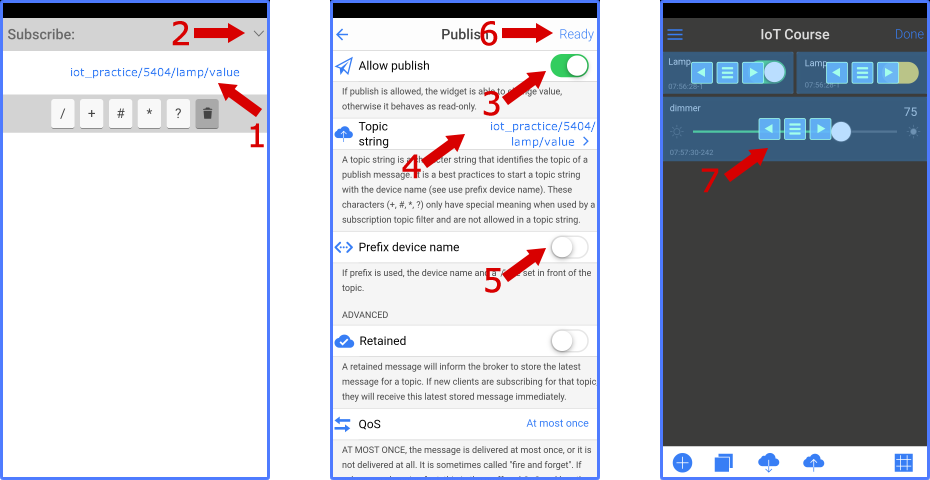 Subscribe:
2
iot_practice/5404/lamp/value
1
/ + # * ?
Publish
6
Ready
Allow publish
3
If publish is allowed, the widget is able to change value,
otherwise it behaves as read-only.
Topic
string
4
iot_practice/5404/
lamp/value
A topic string is a character string that identifies the topic of a
publish message. It is a best practices to start a topic string
with the device name (see use prefix device name). These
characters (+, #, *, ?) only have special meaning when used by a
subscription topic filter and are not allowed in a topic string.
Prefix device name
5
If prefix is used, the device name and a '/' are set in front of the
topic.
ADVANCED
Retained
A retained message will inform the broker to store the latest
message for a topic. If new clients are subscribing for that topic
they will receive this latest stored message immediately.
QoS
At most once
AT MOST ONCE, the message is delivered at most once, or it is
not delivered at all. It is sometimes called "fire and forget". If
IoT Course
Done
Lamp
07:56:28-1
Lamp
07:56:28-1
dimmer
75
7
07:57:30-242